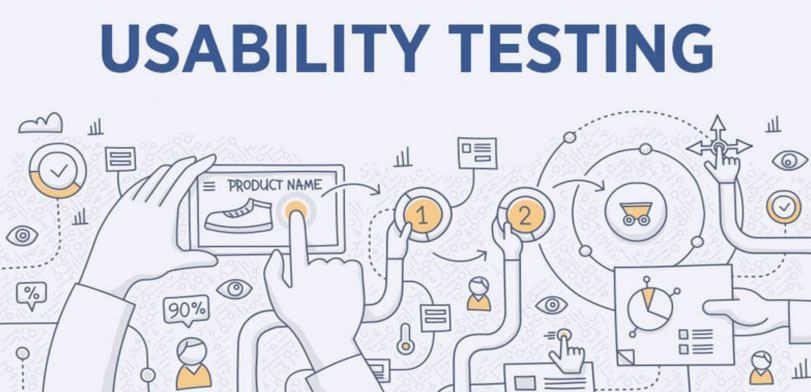 USABILITY TESTING
PRODUCT NAME
1
2
%
90%